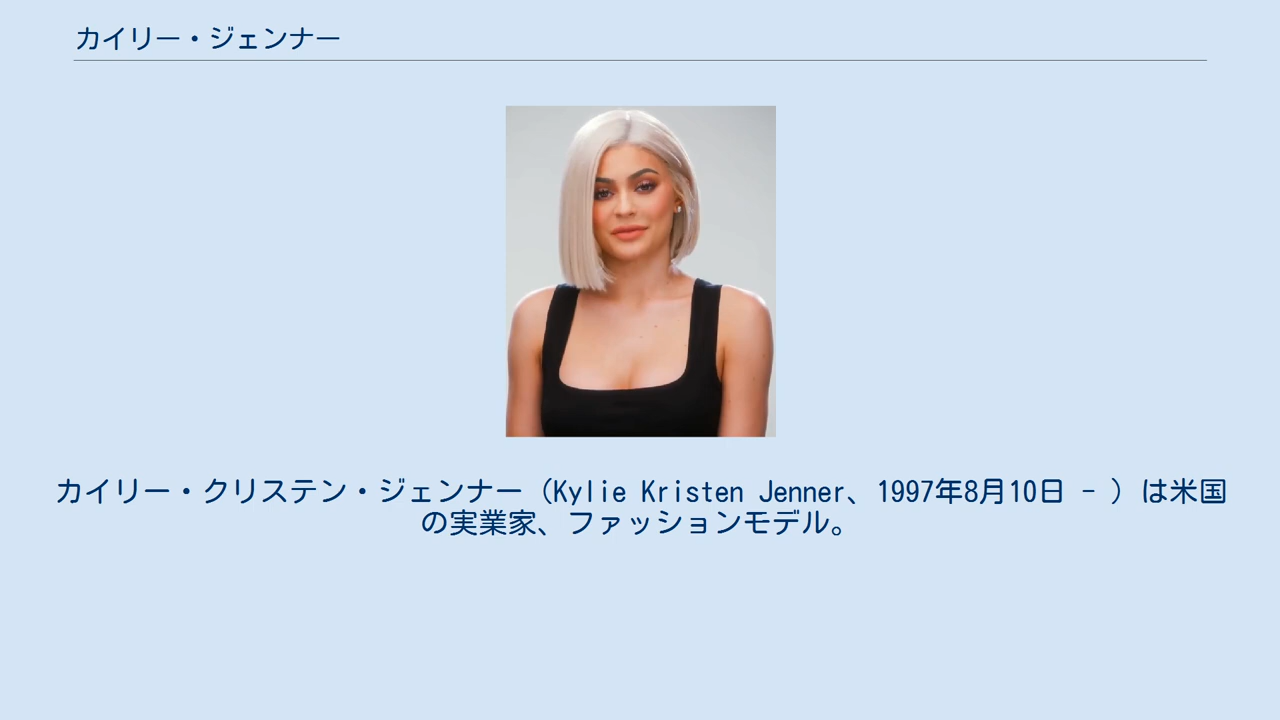 カイリー・ジェンナー
カイリー・クリステン・ジェンナー（Kylie Kristen Jenner、1997年8月10日 - ）は米国
の実業家、ファッションモデル。